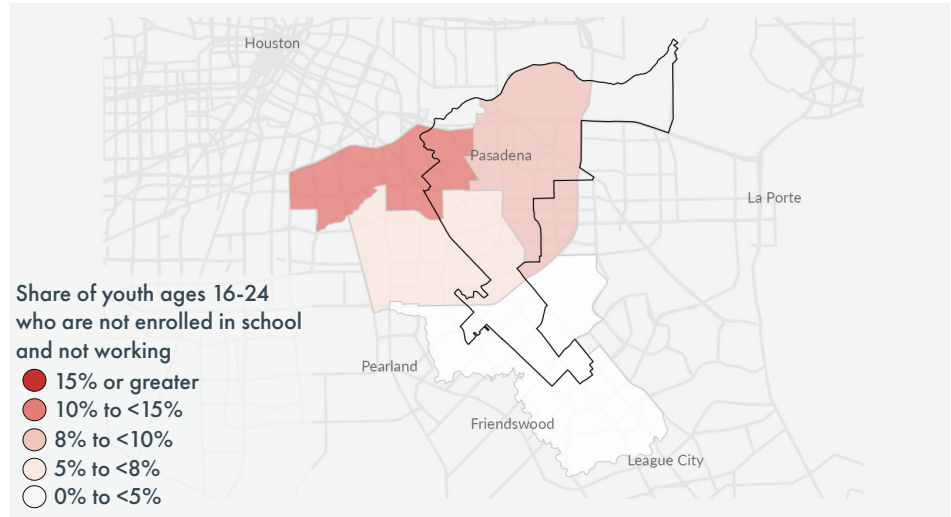 Houston
Pasadena
La Porte
Share of youth ages 16-24
who are not enrolled in school
and not working
Pearland
15% or greater
10% to <15%
Friendswood
8% to <10%
League City
5% to <8%
0% to <5%